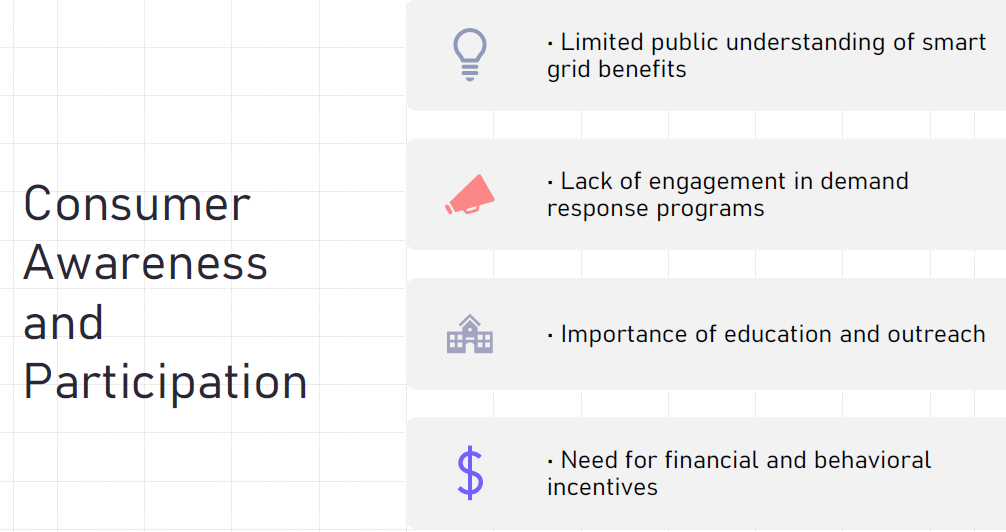 Consumer
Awareness
and
Participation
· Limited public understanding of smart
grid benefits
· Lack of engagement in demand
response programs
· Importance of education and outreach
· Need for financial and behavioral
incentives